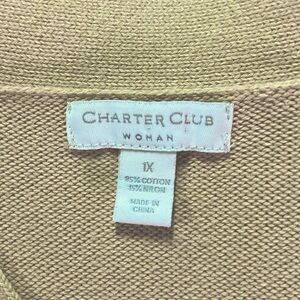 CHARTER CLUB
WOMAN
1X
85% COTTON
15% NYLON
MADE IN
CHINA